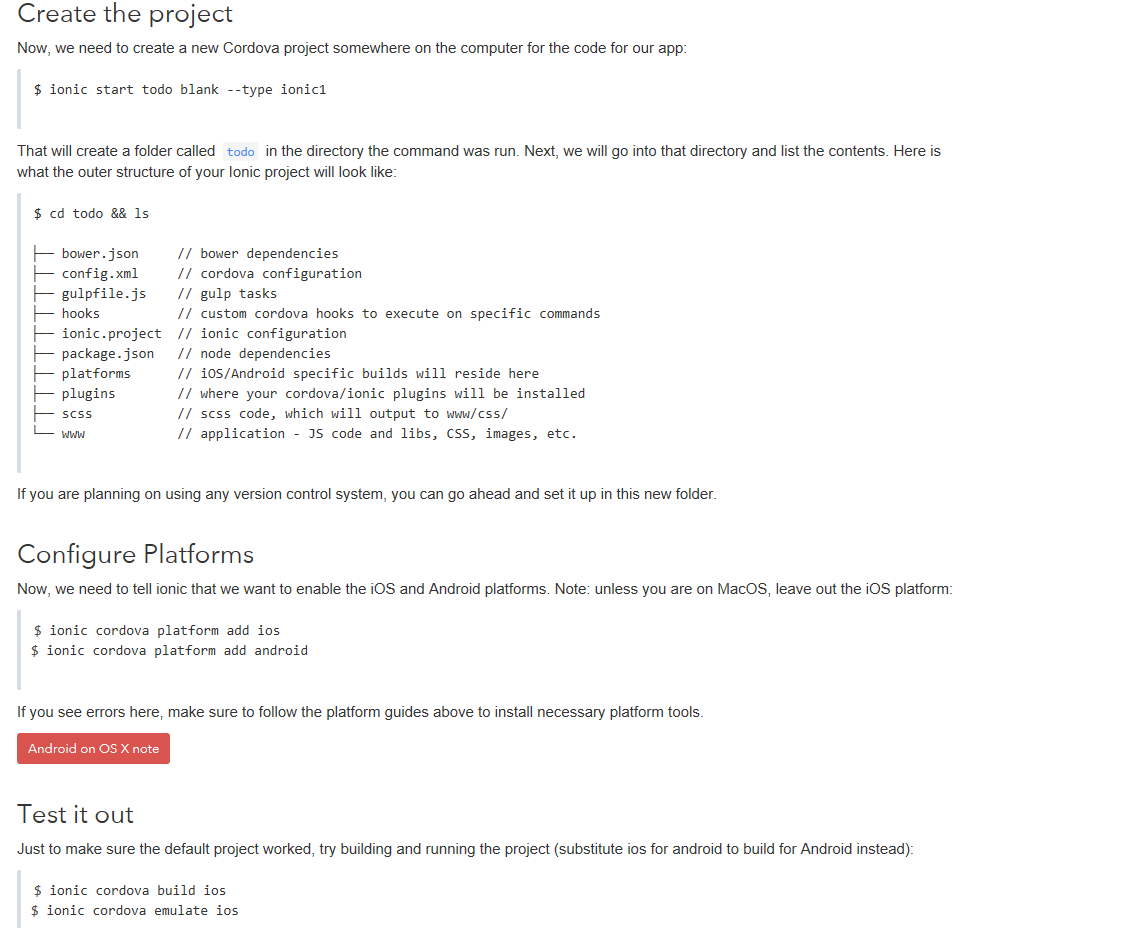 Create the project
Now, we need to create a new Cordova project somewhere on the computer for the code for our app:
$ ionic start todo blank --type ionic1
That will create a folder called todo in the directory the command was run. Next, we will go into that directory and list the contents. Here is
what the outer structure of your Ionic project will look like:
$ cd todo && ls
├── bower.json     // bower dependencies
├── config.xml     // cordova configuration
├── gulpfile.js    // gulp tasks
├── hooks          // custom cordova hooks to execute on specific commands
├── ionic.project  // ionic configuration
├── package.json   // node dependencies
├── platforms      // iOS/Android specific builds will reside here
├── plugins        // where your cordova/ionic plugins will be installed
├── scss           // scss code, which will output to www/css/
└── www            // application - JS code and libs, CSS, images, etc.
If you are planning on using any version control system, you can go ahead and set it up in this new folder.
Configure Platforms
Now, we need to tell ionic that we want to enable the iOS and Android platforms. Note: unless you are on MacOS, leave out the iOS platform:
$ ionic cordova platform add ios
$ ionic cordova platform add android
If you see errors here, make sure to follow the platform guides above to install necessary platform tools.
Android on OS X note
Test it out
Just to make sure the default project worked, try building and running the project (substitute ios for android to build for Android instead):
$ ionic cordova build ios
$ ionic cordova emulate ios